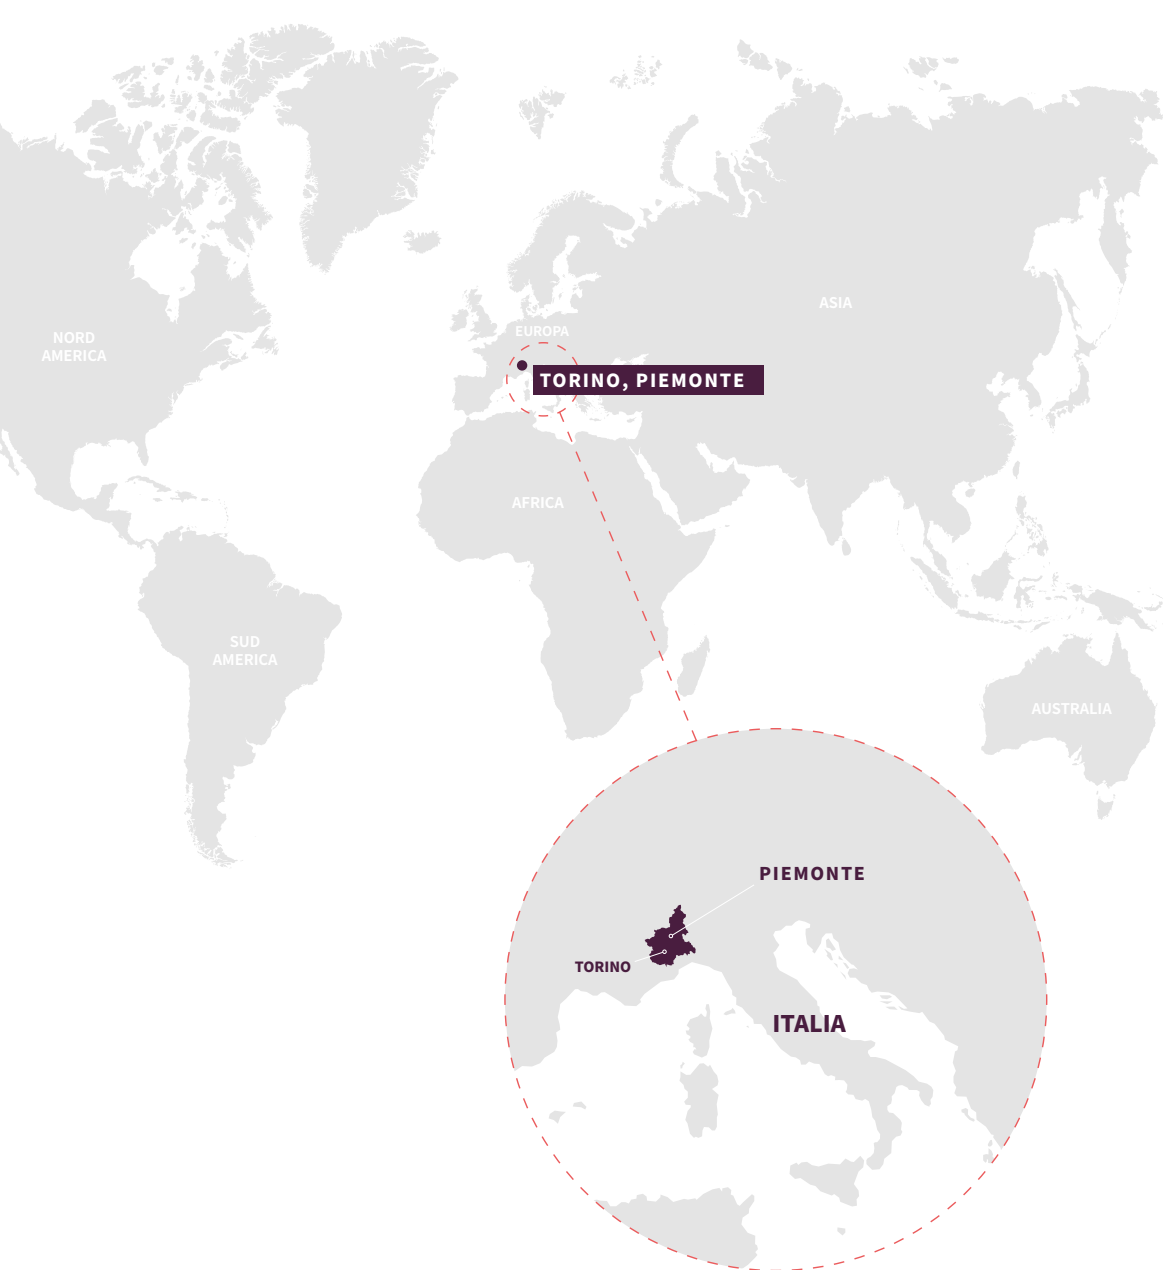 NORD
AMERICA
EUROPA
ASIA
TORINO, PIEMONTE
AFRICA
SUD
AMERICA
AUSTRALIA
PIEMONTE
TORINO
ITALIA